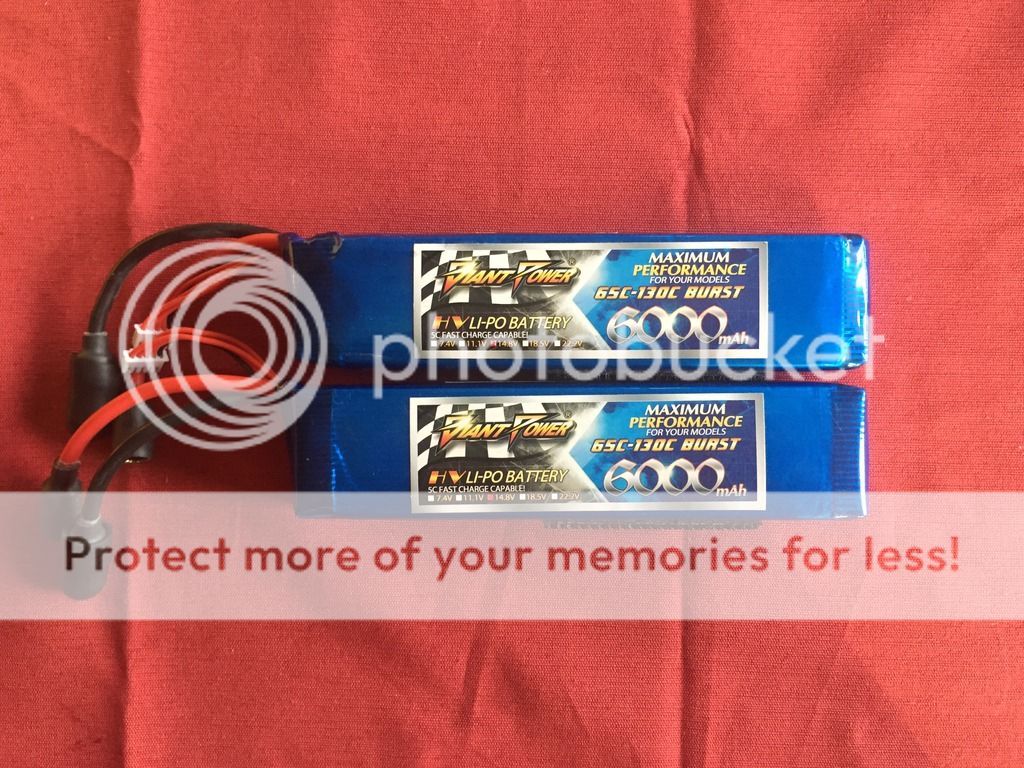 GIANT POWER®
HV LI-PO BATTERY
5C FAST CHARGE CAPABLE!
7.4V 11.1V 14.8V 18.5V 22.2V
MAXIMUM
PERFORMANCE
FOR YOUR MODELS
65C-130C BURST
6000mAh
photobucket
GIANT POWER®
HV LI-PO BATTERY
5C FAST CHARGE CAPABLE!
7.4V 11.1V 14.8V 18.5V 22.2V
MAXIMUM
PERFORMANCE
FOR YOUR MODELS
65C-130C BURST
6000mAh
Protect more of your memories for less!